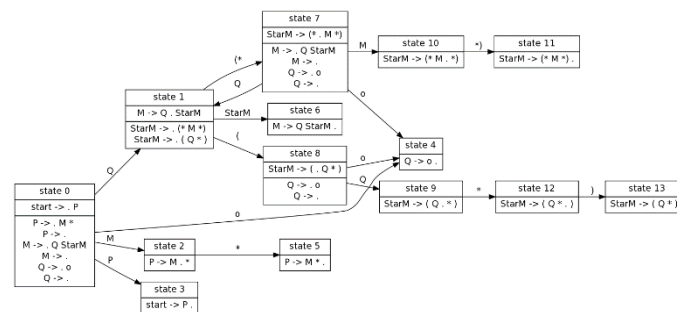 state 7
StarM -> (* . M *)
M -> . Q StarM
M -> .
Q -> . o
Q -> .
M
state 10
StarM -> (* M . *)
*)
state 11
StarM -> (* M *) .
(*
Q
state 1
M -> Q . StarM
StarM -> . (* M *)
StarM -> . ( Q * )
StarM
state 6
M -> Q StarM .
(
o
state 4
Q -> o .
state 8
StarM -> ( . Q * )
Q -> . o
Q -> .
o
Q
state 9
StarM -> ( Q . * )
*
state 12
StarM -> ( Q * . )
)
state 13
StarM -> ( Q * ) .
Q
state 0
start -> . P
P -> . M *
P -> .
M -> . Q StarM
M -> .
Q -> . o
Q -> .
o
M
state 2
P -> M . *
*
state 5
P -> M * .
P
state 3
start -> P .